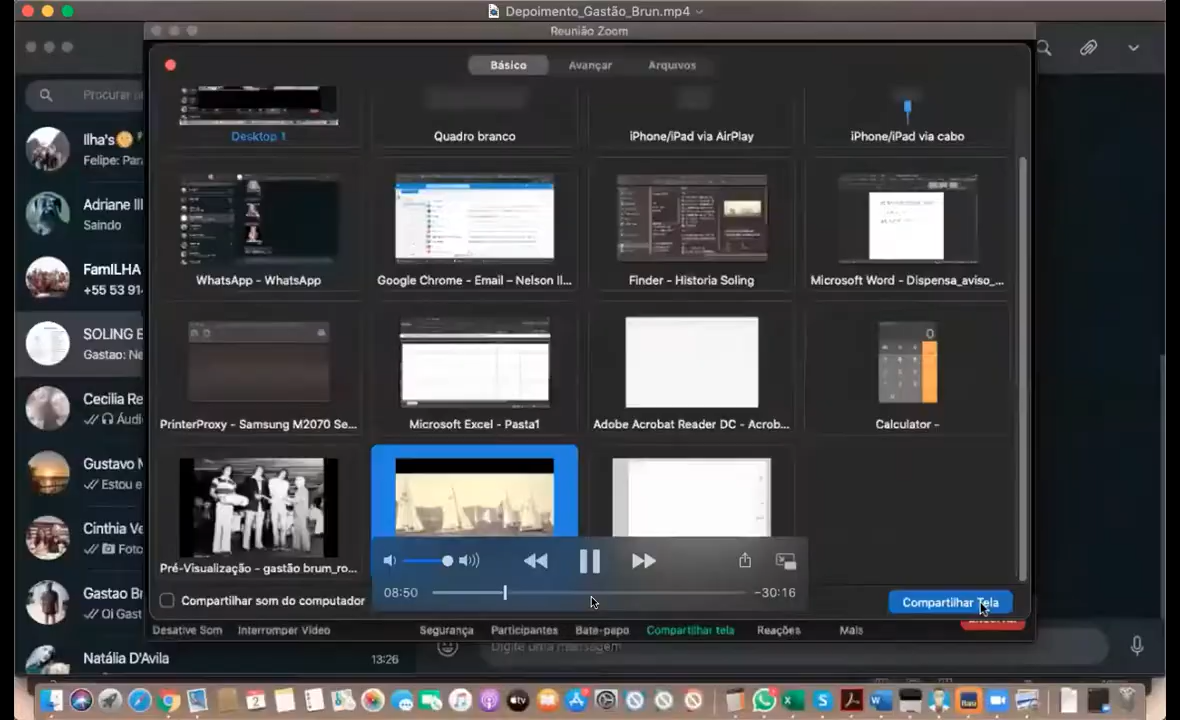 Depoimento_Gastão_Brun.mp4
Reunião Zoom
Básico
Avançar
Arquivos
Procurar o
Desktop 1
Quadro branco
iPhone/iPad via AirPlay
iPhone/iPad via cabo
Ilha's
Felipe: Par
Adriane Ill
Saindo
WhatsApp - WhatsApp
Google Chrome - Email – Nelson Il...
Finder - Historia Soling
Microsoft Word - Dispensa_aviso_...
FamILHA
+55 53 91
SOLING E
Gastao: Ne
Cecilia Re
Áudi
PrinterProxy - Samsung M2070 Se...
Microsoft Excel - Pasta1
Adobe Acrobat Reader DC - Acrob...
Calculator -
0
Gustavo M
Estou e
Cinthia Ve
Foto
Pré-Visualização - gastão brum_ro...
08:50
-30:16
Gastao Br
Oi Gast
Compartilhar som do computador
Compartilhar Tela
Desative Som
Interromper Vídeo
Segurança
Participantes
Bate-papo
Compartilhar tela
Reações
Mais
Digite uma mensagem
Natália D'Avila
13:26